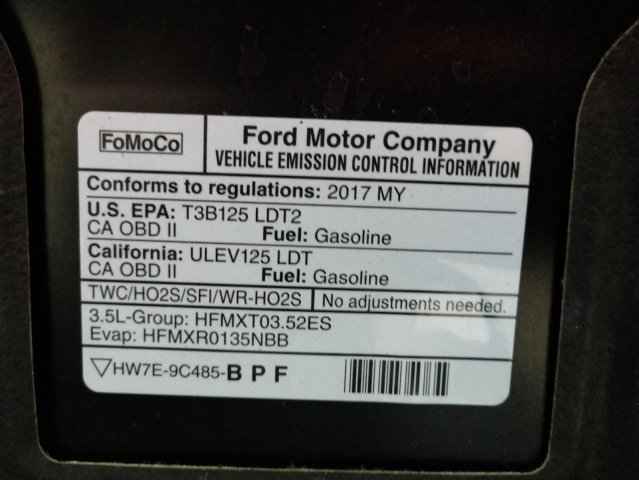 FoMoCo
Ford Motor Company
VEHICLE EMISSION CONTROL INFORMATION
Conforms to regulations: 2017 MY
U.S. EPA: T3B125 LDT2
CA OBD II Fuel: Gasoline
California: ULEV125 LDT
CA OBD II Fuel: Gasoline
TWC/HO2S/SFI/WR-HO2S No adjustments needed.
3.5L-Group: HFMXT03.52ES
Evap: HFMXR0135NBB
HW7E-9C485-B P F